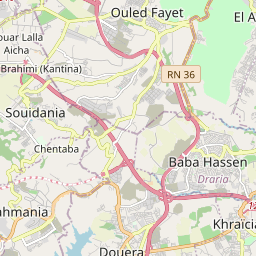 Ouled Fayet
El A
ouar Lalla
Aicha
Brahimi (Kantina)
RN 36
Souidania
Chentaba
Baba Hassen
Draria
ahmania
Khraicia
Douera